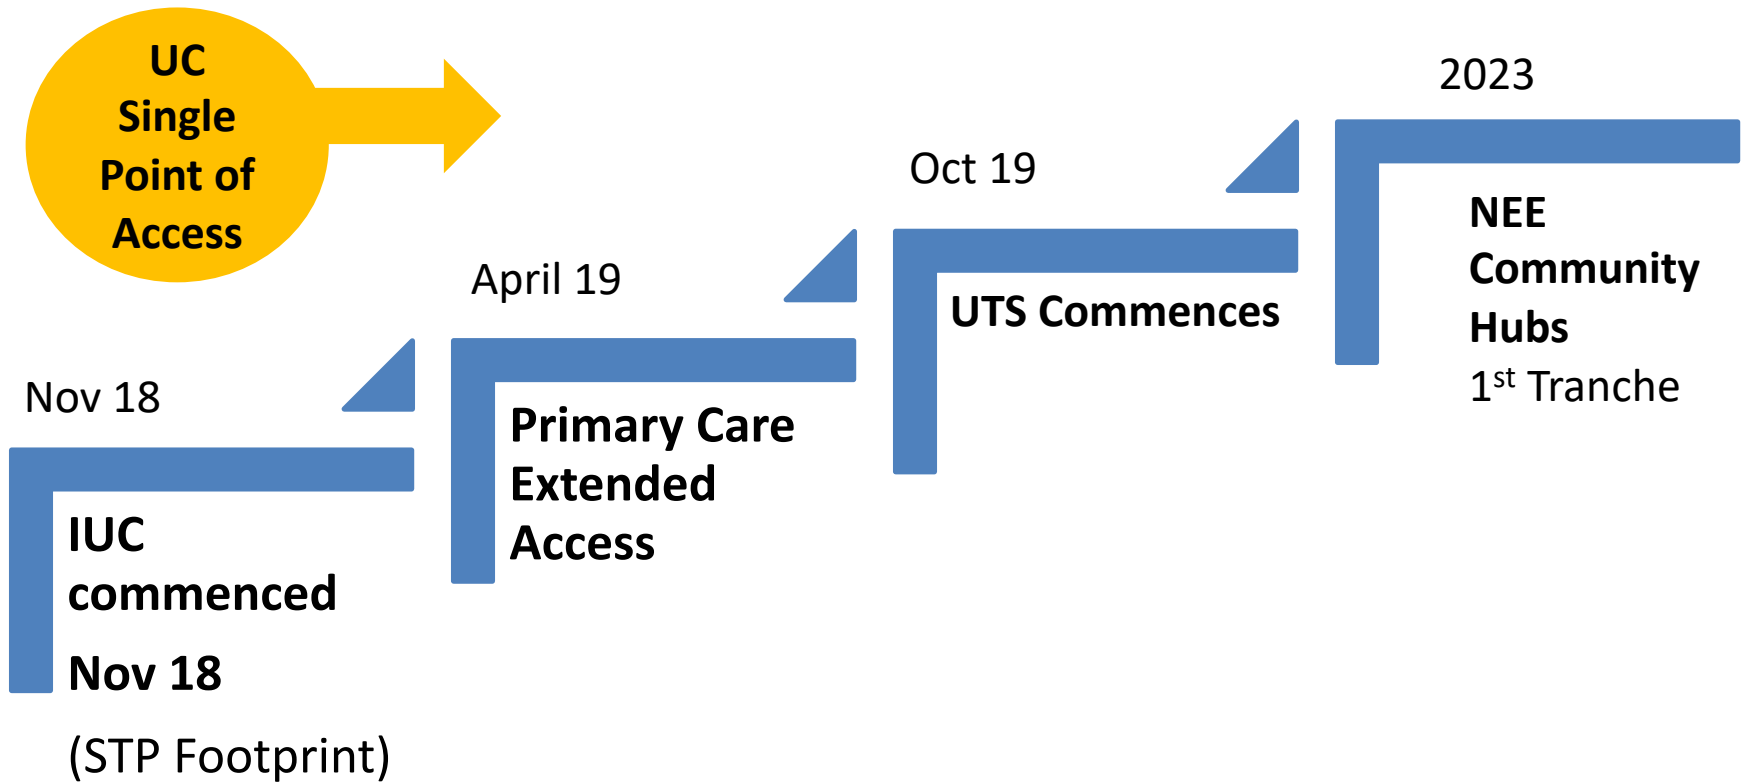 UC
Single
Point of
Access
Nov 18
IUC
commenced
Nov 18
(STP Footprint)
April 19
Primary Care
Extended
Access
Oct 19
UTS Commences
2023
NEE
Community
Hubs
1st Tranche